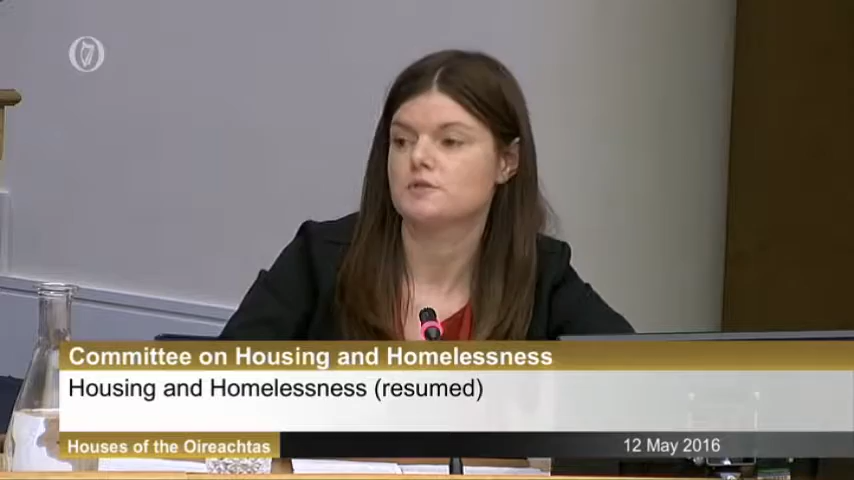 Committee on Housing and Homelessness
Housing and Homelessness (resumed)
Houses of the Oireachtas
12 May 2016